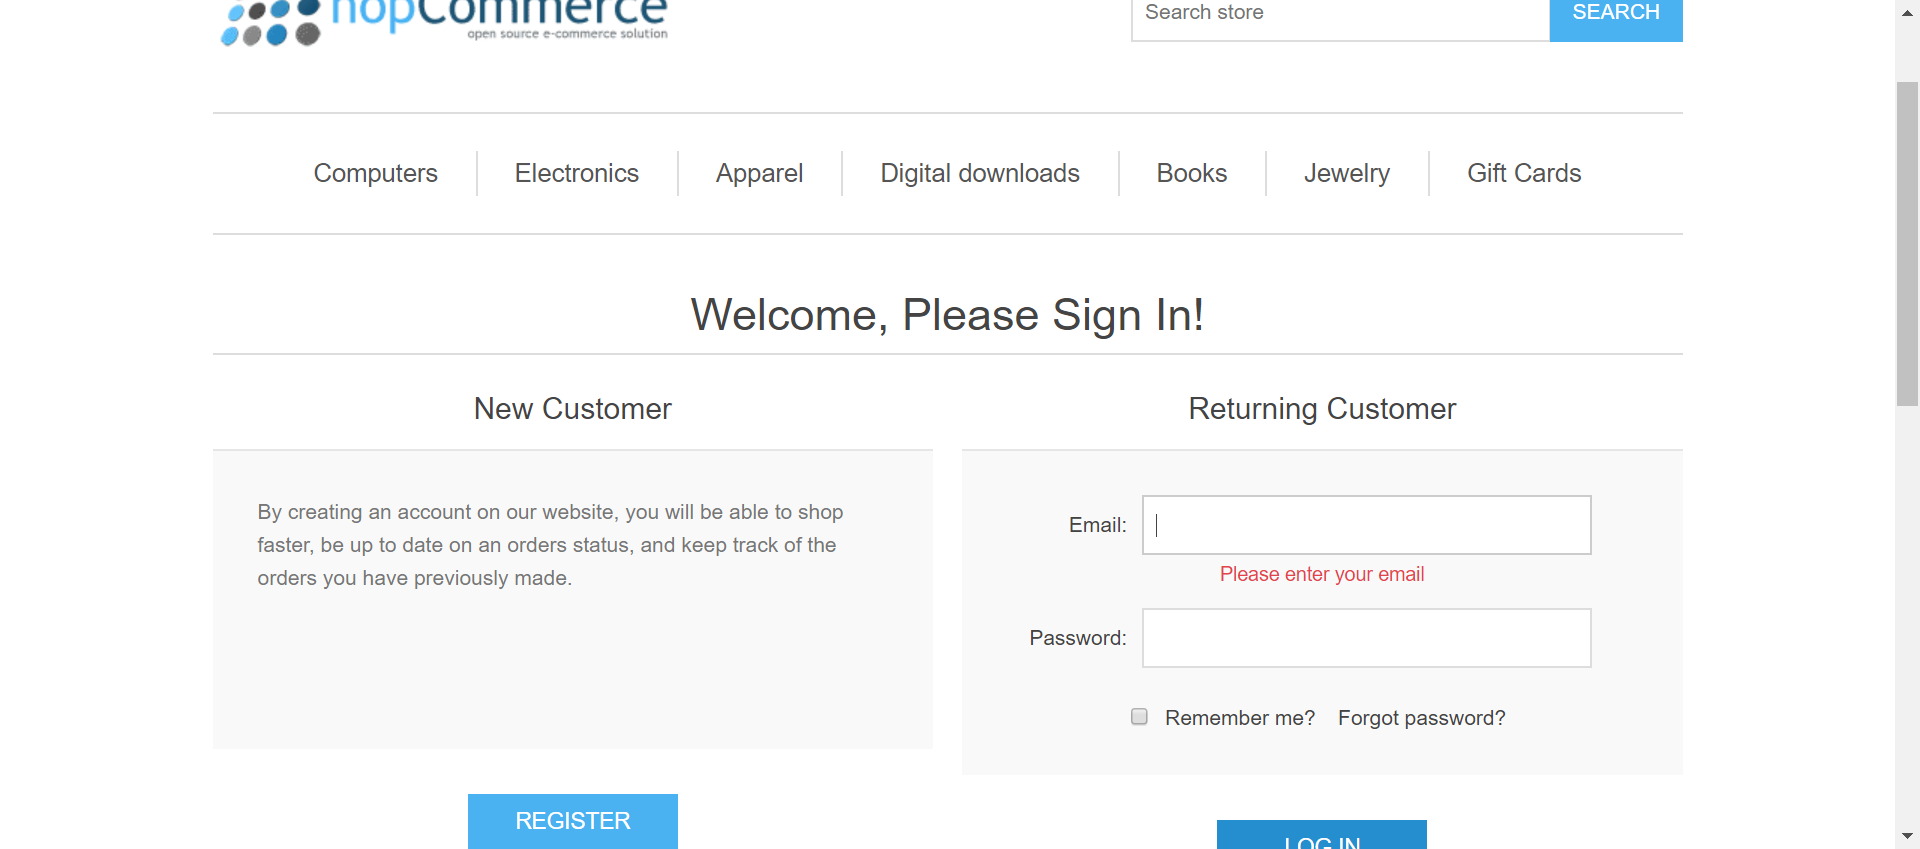 nopCommerce
open source e-commerce solution
Search store
SEARCH
Computers
Electronics
Apparel
Digital downloads
Books
Jewelry
Gift Cards
Welcome, Please Sign In!
New Customer
By creating an account on our website, you will be able to shop
faster, be up to date on an orders status, and keep track of the
orders you have previously made.
REGISTER
Returning Customer
Email:
Please enter your email
Password:
Remember me?
Forgot password?
LOG IN